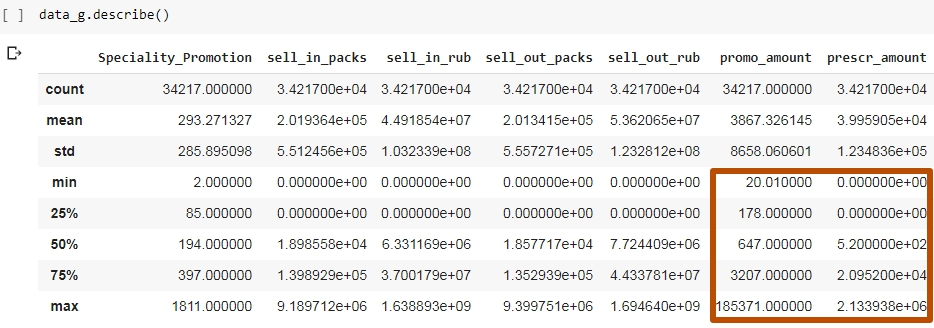 [ ] data_g.describe()
Speciality_Promotion sell_in_packs sell_in_rub sell_out_packs sell_out_rub promo_amount prescr_amount
count 34217.000000 3.421700e+04 3.421700e+04 3.421700e+04 3.421700e+04 34217.000000 3.421700e+04
mean 293.271327 2.019364e+05 4.491854e+07 2.013415e+05 5.362065e+07 3867.326145 3.995905e+04
std 285.895098 5.512456e+05 1.032339e+08 5.557271e+05 1.232812e+08 8658.060601 1.234836e+05
min 2.000000 0.000000e+00 0.000000e+00 0.000000e+00 0.000000e+00 20.010000 0.000000e+00
25% 85.000000 0.000000e+00 0.000000e+00 0.000000e+00 0.000000e+00 178.000000 0.000000e+00
50% 194.000000 1.898558e+04 6.331169e+06 1.857717e+04 7.724409e+06 647.000000 5.200000e+02
75% 397.000000 1.398929e+05 3.700179e+07 1.352939e+05 4.433781e+07 3207.000000 2.095200e+04
max 1811.000000 9.189712e+06 1.638893e+09 9.399751e+06 1.694640e+09 185371.000000 2.133938e+06